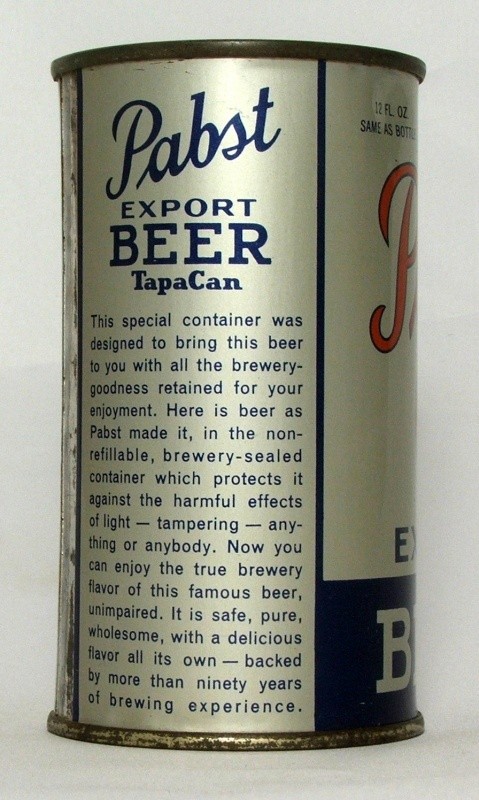 Pabst
EXPORT
BEER
TapaCan
This special container was
designed to bring this beer
to you with all the brewery-
goodness retained for your
enjoyment. Here is beer as
Pabst made it, in the non-
refillable, brewery-sealed
container which protects it
against the harmful effects
of light — tampering — any-
thing or anybody. Now you
can enjoy the true brewery
flavor of this famous beer,
unimpaired. It is safe, pure,
wholesome, with a delicious
flavor all its own — backed
by more than ninety years
of brewing experience.
12 FL. OZ
SAME AS BOTTL
P
EX
BE